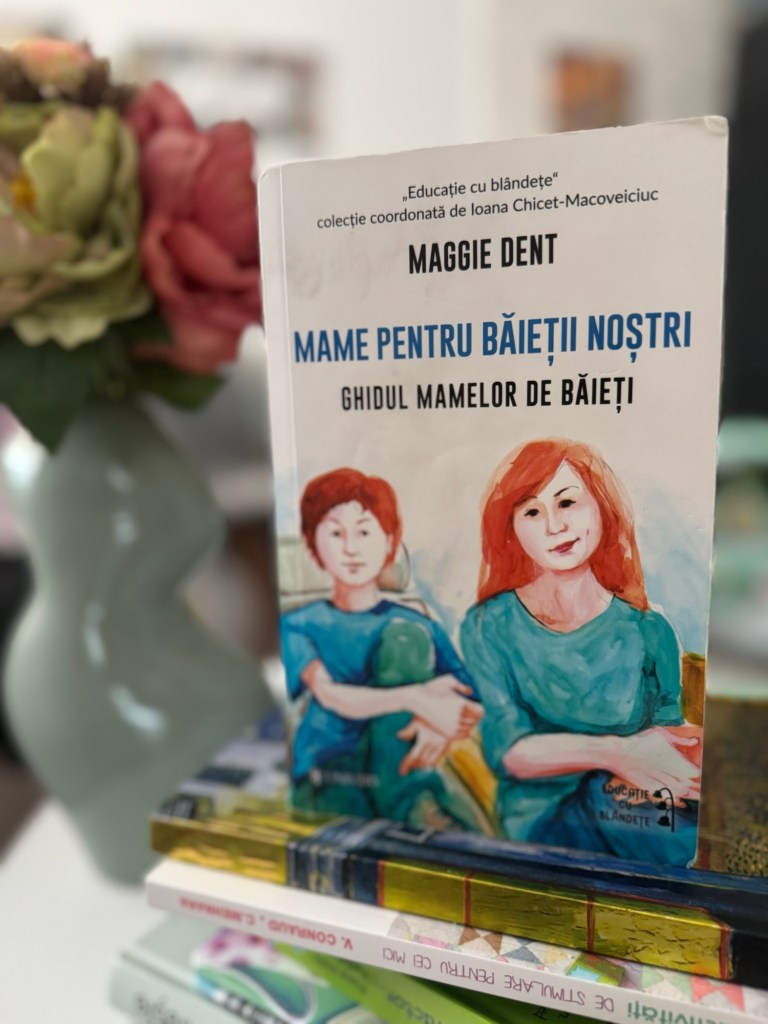 „Educație cu blândețe“
colecție coordonată de Ioana Chicet-Macoveiciuc
MAGGIE DENT
MAME PENTRU BĂIEȚII NOȘTRI
GHIDUL MAMELOR DE BĂIEȚI
EDUCAȚIE
CU
BLÂNDEȚE
V. CONRAUD, C. MEHNAÃS
DE STIMULARE PENTRU CEI MICI